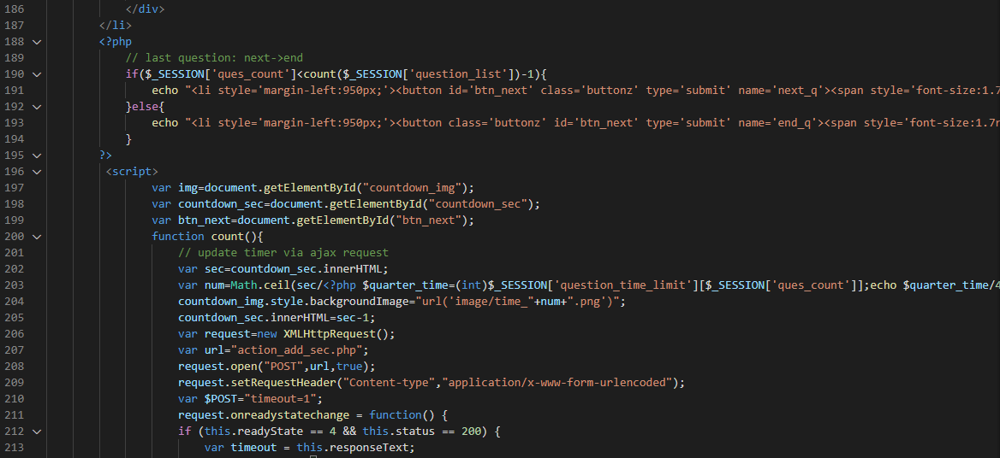 186 </div>
187 </li>
188 <?php
189 // last question: next->end
190 if($_SESSION['ques_count']<count($_SESSION['question_list'])-1){
191 echo "<li style='margin-left:950px;'><button id='btn_next' class='buttonz' type='submit' name='next_q'><span style='font-size:1.7
192 }else{
193 echo "<li style='margin-left:950px;'><button class='buttonz' id='btn_next' type='submit' name='end_q'><span style='font-size:1.7r
194 }
195 ?>
196 <script>
197 var img=document.getElementById("countdown_img");
198 var countdown_sec=document.getElementById("countdown_sec");
199 var btn_next=document.getElementById("btn_next");
200 function count(){
201 // update timer via ajax request
202 var sec=countdown_sec.innerHTML;
203 var num=Math.ceil(sec/<?php $quarter_time=(int)$_SESSION['question_time_limit'][$_SESSION['ques_count']];echo $quarter_time/4
204 countdown_img.style.backgroundImage="url('image/time_"+num+".png')";
205 countdown_sec.innerHTML=sec-1;
206 var request=new XMLHttpRequest();
207 var url="action_add_sec.php";
208 request.open("POST",url,true);
209 request.setRequestHeader("Content-type","application/x-www-form-urlencoded");
210 var $POST="timeout=1";
211 request.onreadystatechange = function() {
212 if (this.readyState == 4 && this.status == 200) {
213 var timeout = this.responseText;